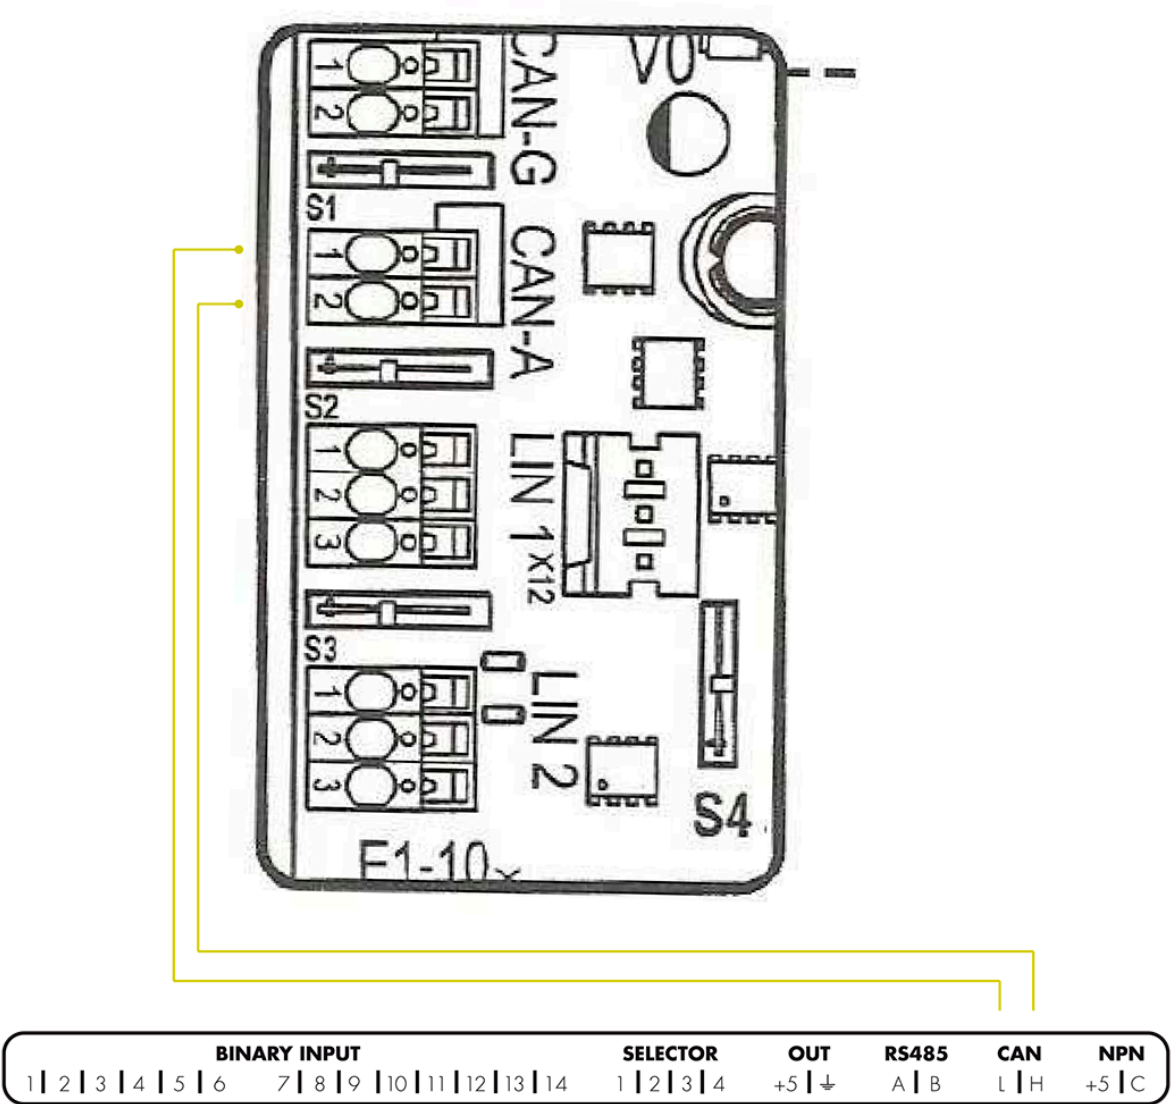 1
2
CAN-G
V0
S1
1
2
CAN-A
S2
1
2
3
LIN 1
X12
S3
1
2
3
LIN 2
S4
BINARY INPUT SELECTOR OUT RS485 CAN NPN
1 2 3 4 5 6 7 8 9 10 11 12 13 14 1 2 3 4 +5 A B L H +5 C